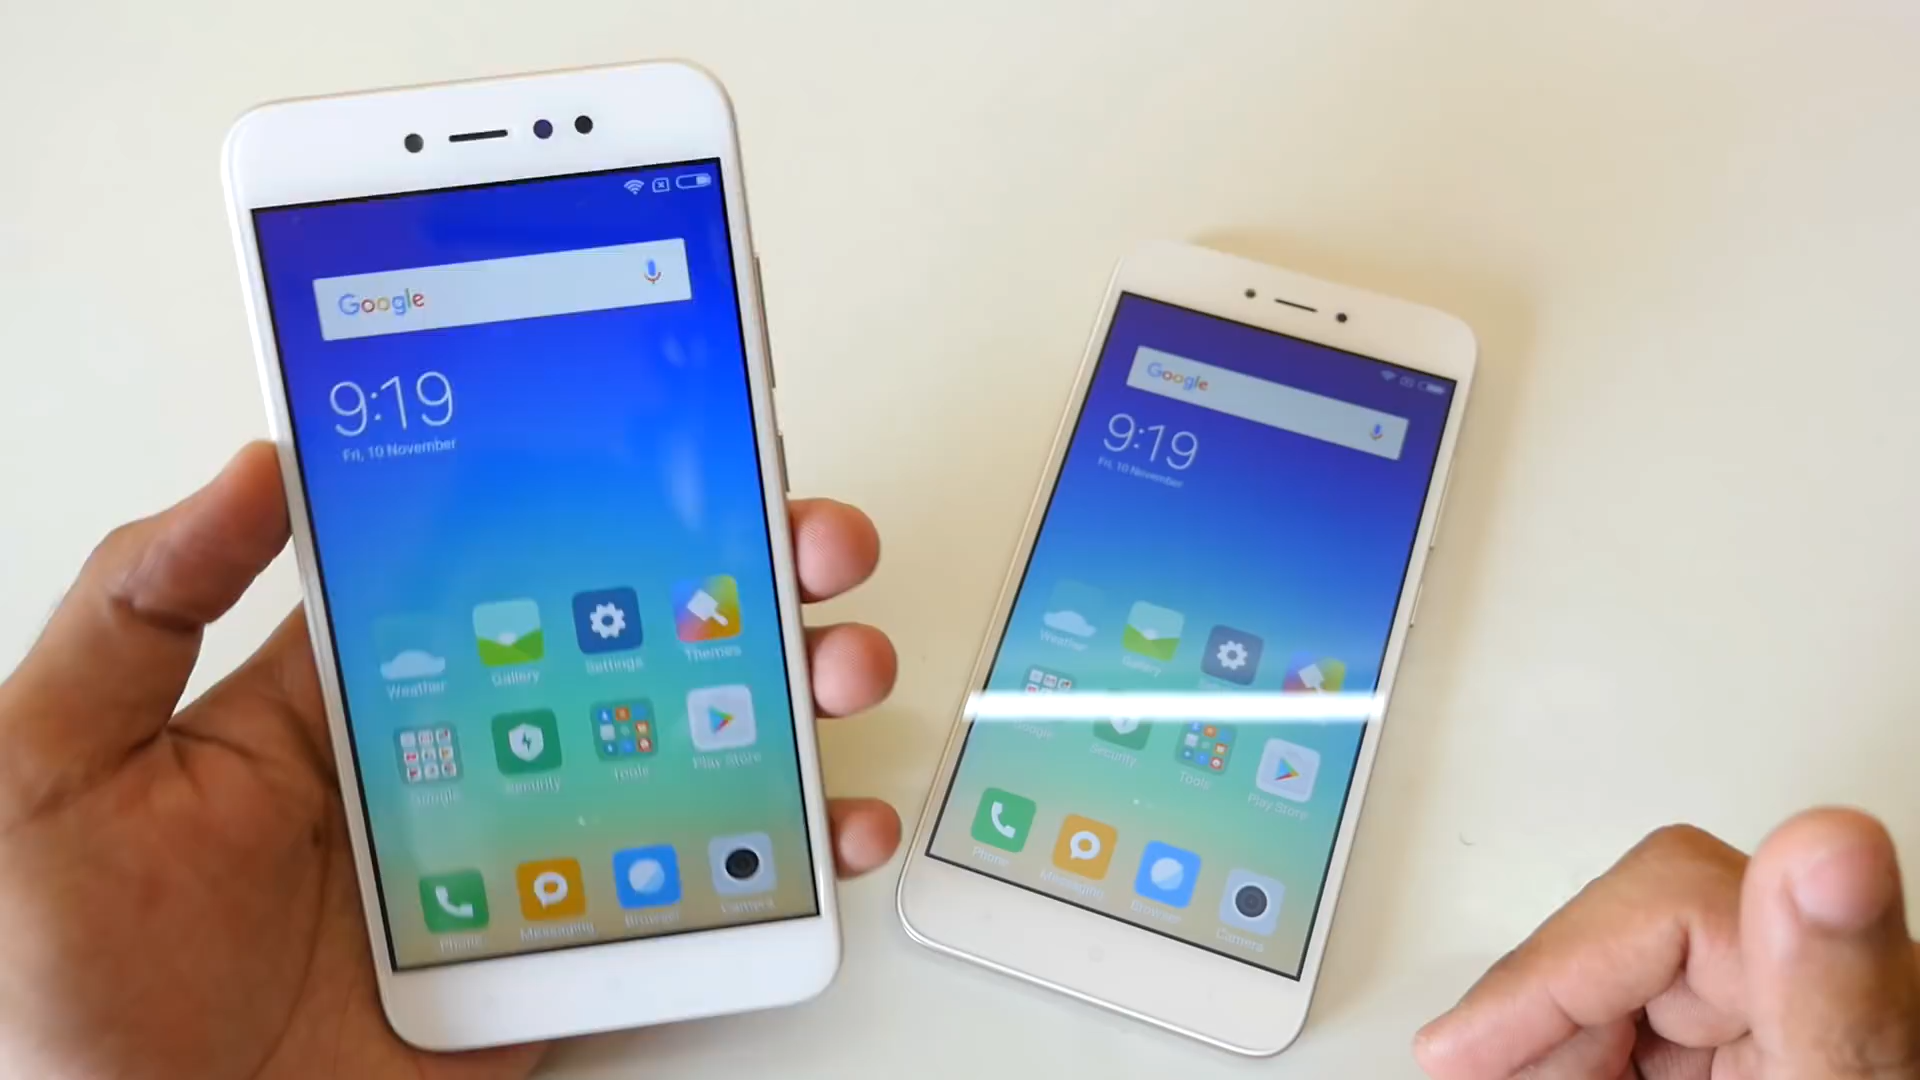 Google
9:19
Fri, 10 November
Weather
Gallery
Settings
Themes
Google
Security
Tools
Play Store
Phone
Messaging
Browser
Camera
Google
9:19
Fri, 10 November
Weather
Gallery
Google
Security
Tools
Play Store
Phone
Messaging
Browser
Camera